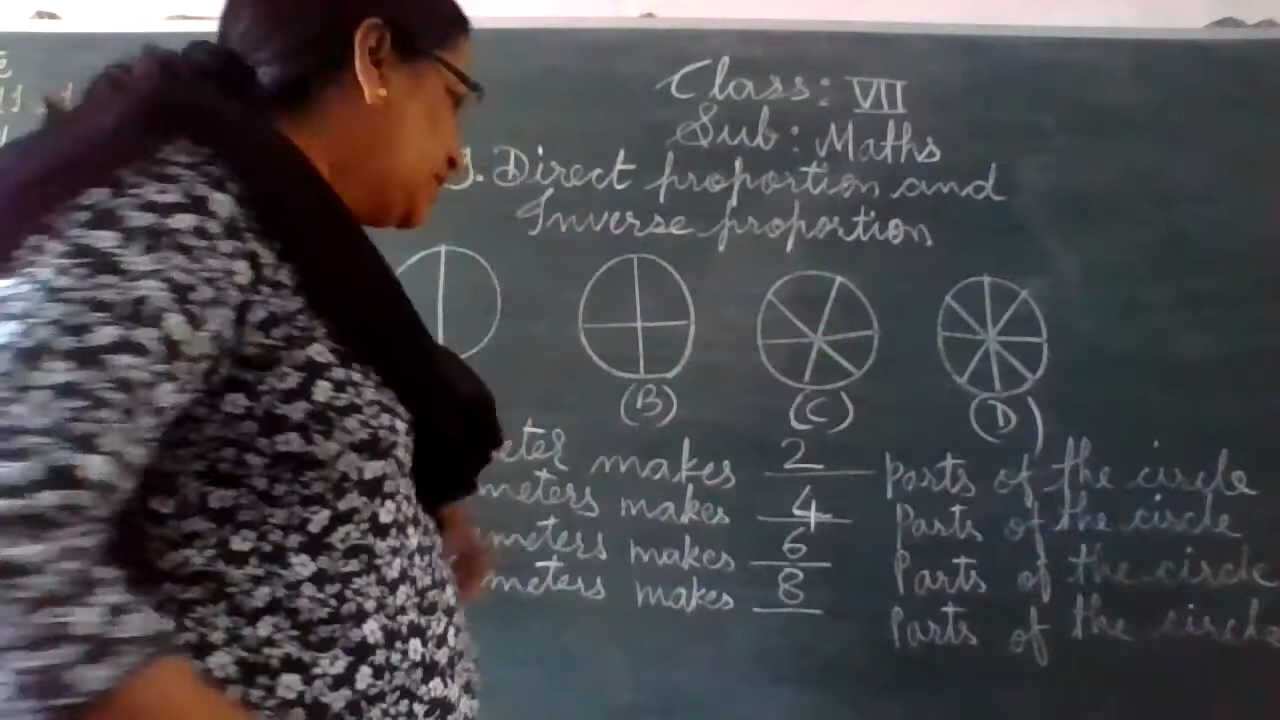 Class: VII
Sub: Maths
Direct proportion and
Inverse proportion
(B) (C) (D)
makes 2 parts of the circle
meters makes 4 parts of the circle
meters makes 6 Parts of the circle
meters makes 8 Parts of the circle